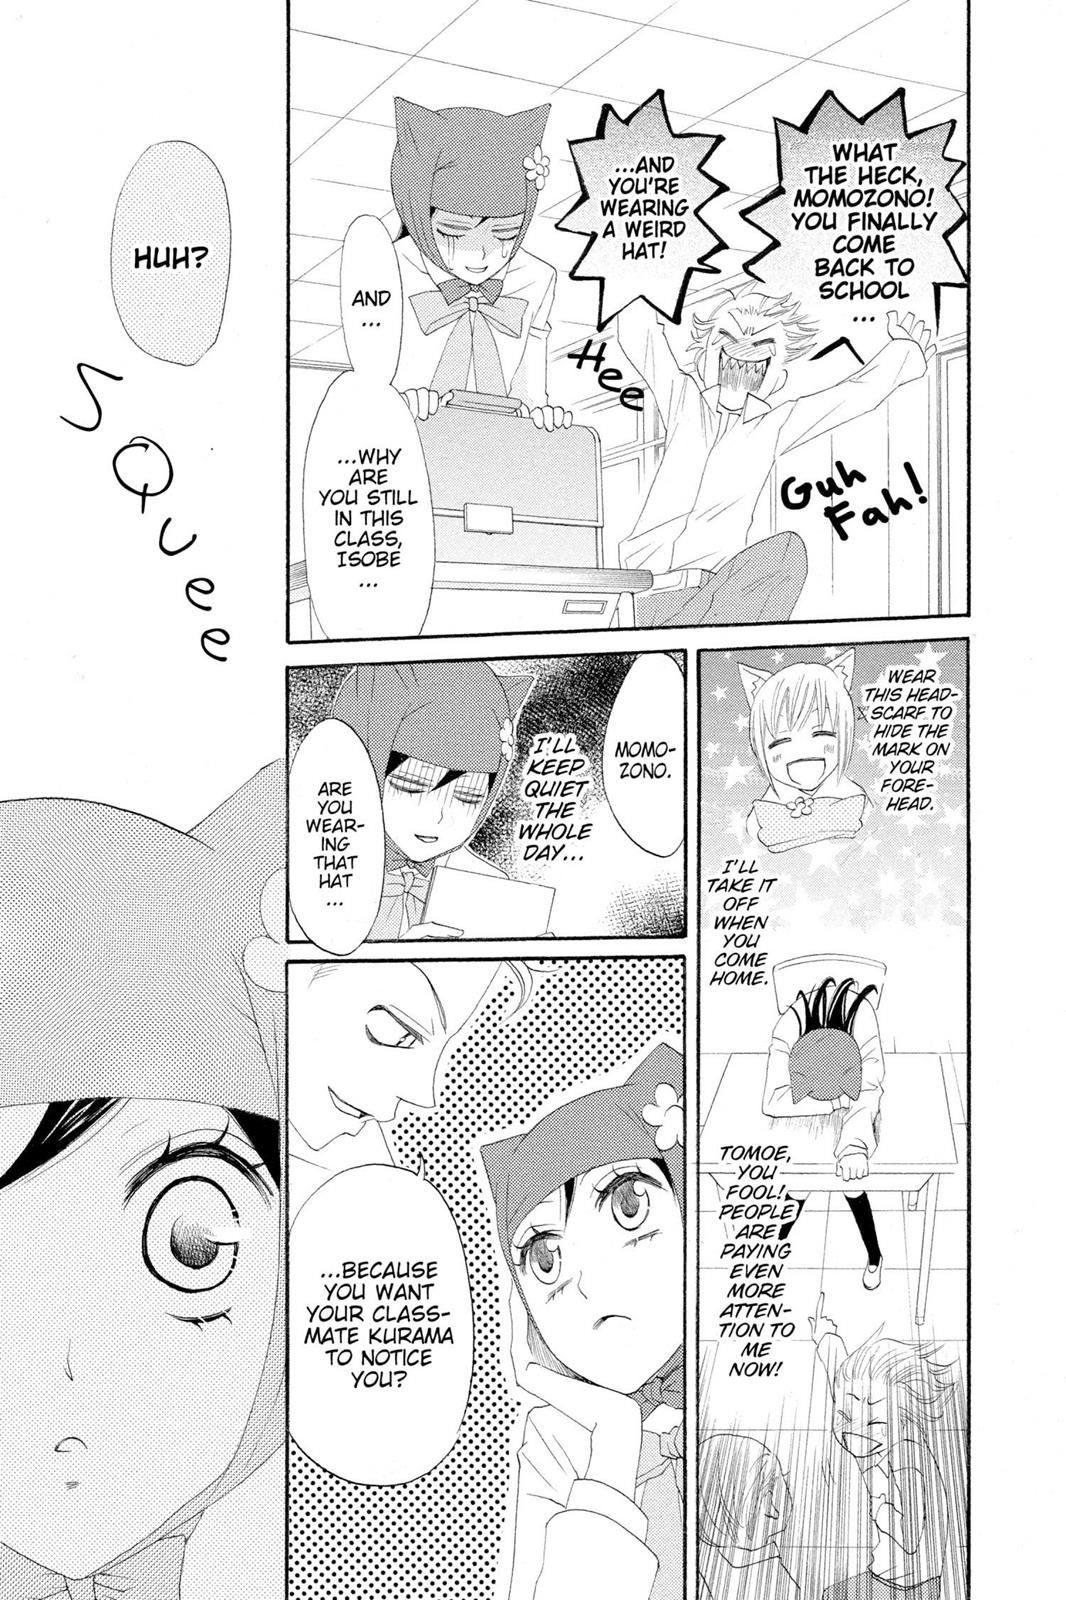 WHAT
THE HECK,
MOMOZONO!
YOU FINALLY
COME
BACK TO
SCHOOL
...
...AND
YOU'RE
WEARING
A WEIRD
HAT!
Hee
Guh
Fah!
AND
...
...WHY
ARE
YOU STILL
IN THIS
CLASS,
ISOBE
...
WEAR
THIS HEAD-
SCARF TO
HIDE THE
MARK ON
YOUR
FORE-
HEAD.
I'LL
TAKE IT
OFF
WHEN
YOU
COME
HOME.
TOMOE,
YOU
FOOL!
PEOPLE
ARE
PAYING
EVEN
MORE
ATTEN-
TION TO
ME
NOW!
MOMO-
ZONO.
I'LL
KEEP
QUIET
THE
WHOLE
DAY...
ARE
YOU
WEAR-
ING
THAT
HAT
...
...BECAUSE
YOU WANT
YOUR CLASS-
MATE KURAMA
TO NOTICE
YOU?
HUH?
SQuee